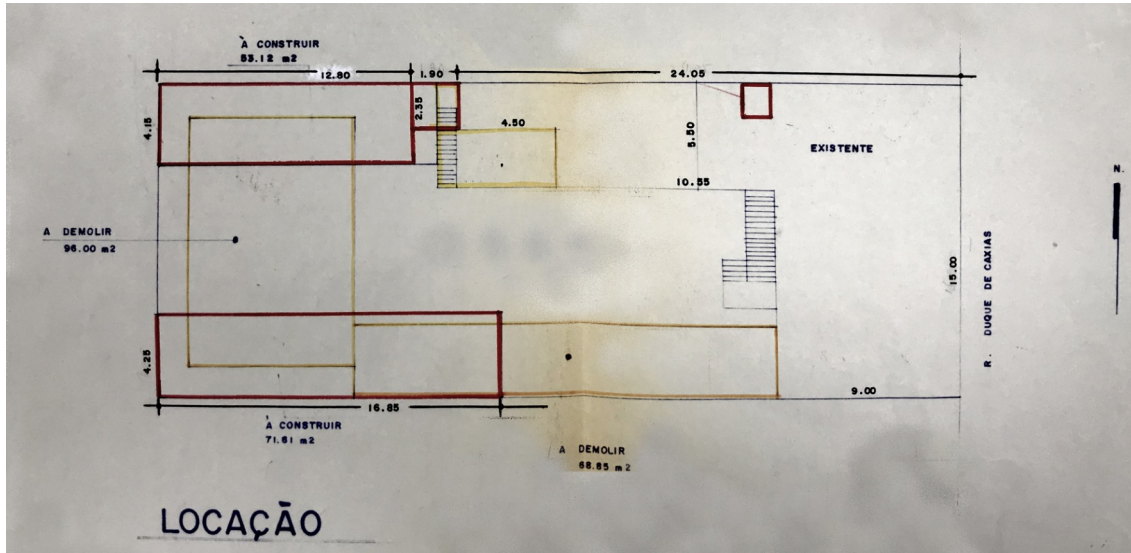 À CONSTRUIR
53.12 m2
12.80
1.90
24.05
4.15
2.35
4.50
5.50
EXISTENTE
N.
10.55
A DEMOLIR
96.00 m2
15.00
R. DUQUE DE CAXIAS
4.25
9.00
16.85
À CONSTRUIR
71.61 m2
A DEMOLIR
68.85 m2
LOCAÇÃO